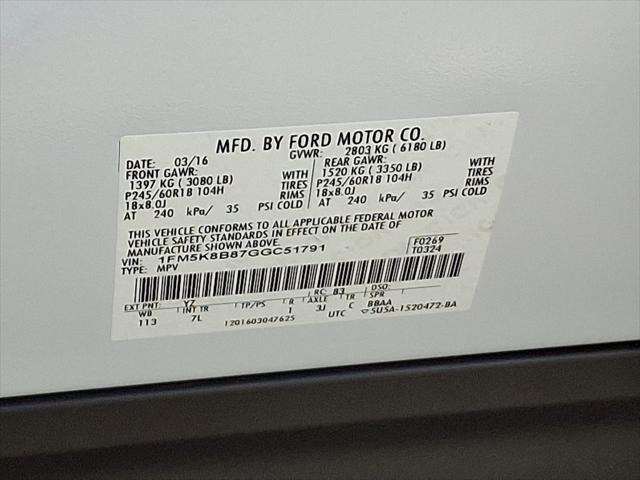 MFD. BY FORD MOTOR CO.
DATE: 03/16 GVWR: 2803 KG ( 6180 LB)
FRONT GAWR: REAR GAWR:
1397 KG ( 3080 LB) WITH 1520 KG ( 3350 LB) WITH
P245/60R18 104H TIRES P245/60R18 104H TIRES
18x8.0J RIMS 18x8.0J RIMS
AT 240 kPa/ 35 PSI COLD AT 240 kPa/ 35 PSI COLD
THIS VEHICLE CONFORMS TO ALL APPLICABLE FEDERAL MOTOR
VEHICLE SAFETY STANDARDS IN EFFECT ON THE DATE OF
MANUFACTURE SHOWN ABOVE.
VIN: 1FM5K8B87GGC51791 F0269
TYPE: MPV T0324
EXT PNT: YZ RC: 83 DSO:
WB INT TR TP/PS R AXLE TR SPR
113 7L 1 3J C BBAA
1201603047625 UTC 5U5A-1520472-BA